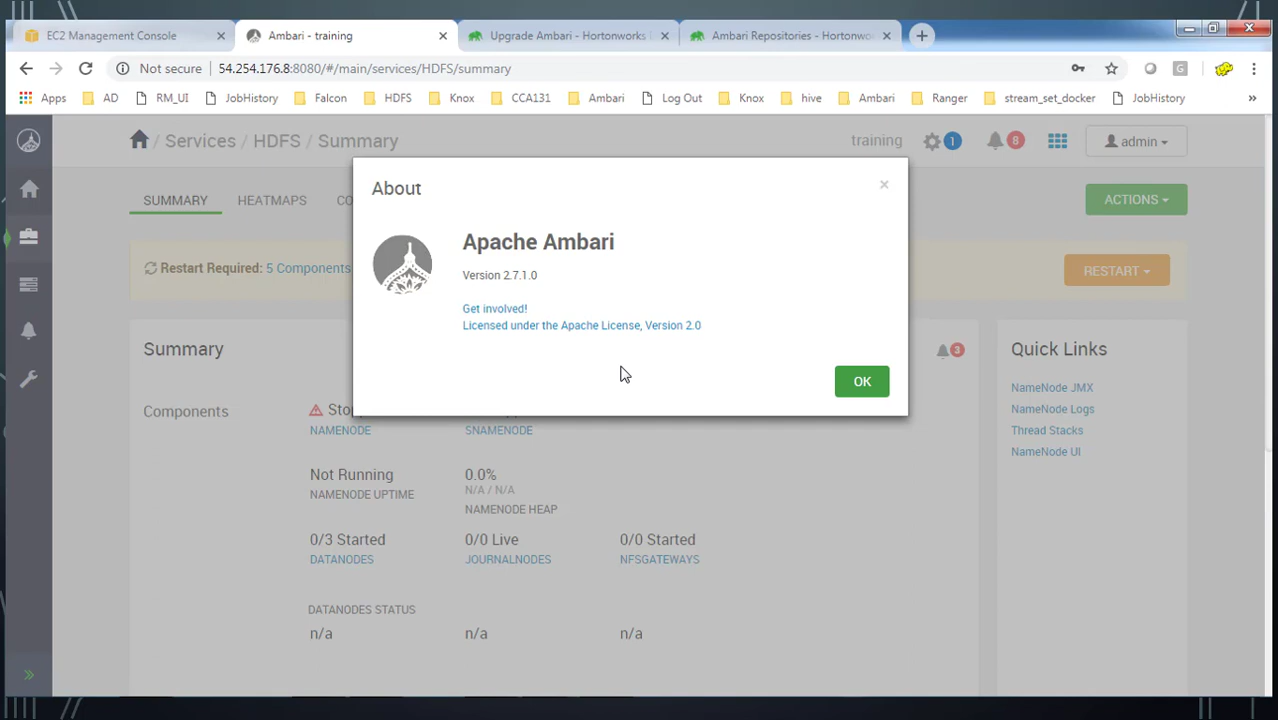 EC2 Management Console
Ambari - training
Upgrade Ambari - Hortonworks
Ambari Repositories - Hortonwo
Not secure
54.254.176.8:8080/#/main/services/HDFS/summary
G
Apps
AD
RM_UI
JobHistory
Falcon
HDFS
Knox
CCA131
Ambari
Log Out
Knox
hive
Ambari
Ranger
stream_set_docker
JobHistory
»
/ Services / HDFS / Summary
training
1
8
admin
About
×
SUMMARY
HEATMAPS
CO
ACTIONS
Apache Ambari
Version 2.7.1.0
Restart Required: 5 Components
RESTART
Get involved!
Licensed under the Apache License, Version 2.0
OK
Summary
3
Quick Links
Components
NameNode JMX
NameNode Logs
Thread Stacks
NameNode UI
NAMENODE
SNAMENODE
Not Running
NAMENODE UPTIME
0.0%
N/A / N/A
NAMENODE HEAP
0/3 Started
DATANODES
0/0 Live
JOURNALNODES
0/0 Started
NFSGATEWAYS
DATANODES STATUS
n/a
n/a
n/a
»